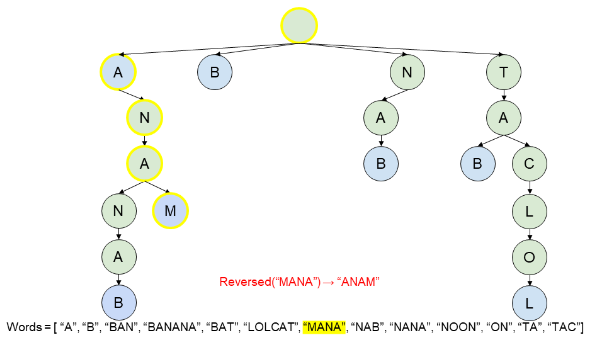 A B N T
N A A
A B B C
N M L
A O
B L
Reversed("MANA") → "ANAM"
Words = [ "A", "B", "BAN", "BANANA", "BAT", "LOLCAT", "MANA", "NAB", "NANA", "NOON", "ON", "TA", "TAC"]